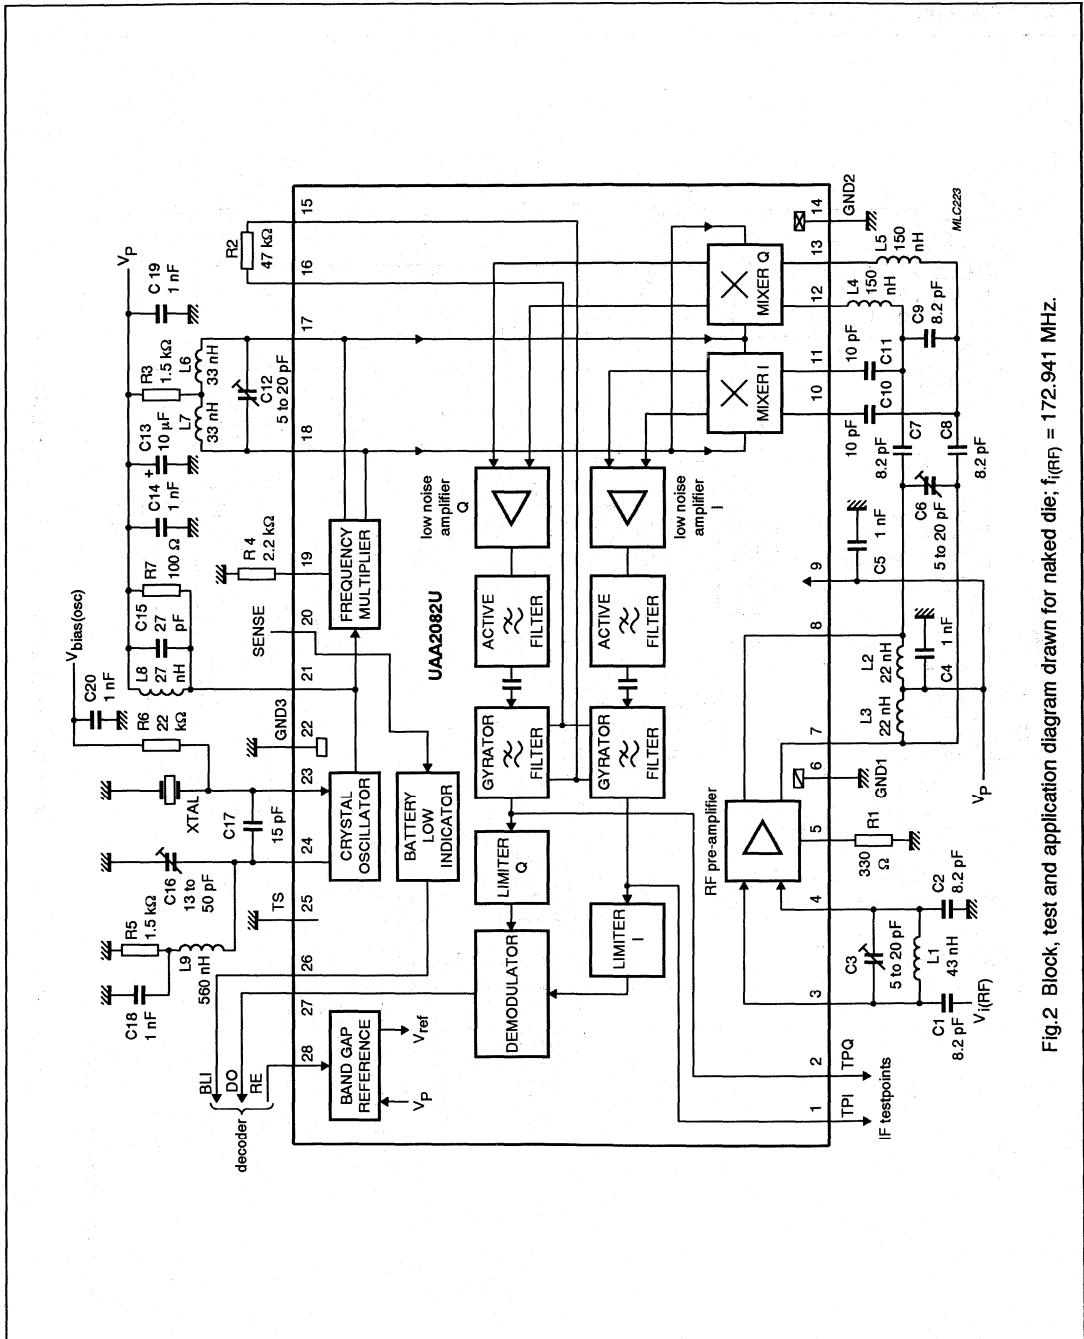 V_P
C19
1 nF
R3
1.5 kΩ
L6
33 nH
L7
33 nH
C13
10 μF
+
C14
1 nF
R7
100 Ω
C15
27
pF
L8
27
nH
V_bias(osc)
C20
1 nF
R6
22
kΩ
XTAL
C17
15 pF
C16
13 to
50 pF
R5
1.5 kΩ
L9
560 nH
C18
1 nF
C12
5 to 20 pF
R2
47 kΩ
R 4
2.2 kΩ
SENSE
GND3
TS
BLI
DO
RE
decoder
28
27
26
25
24
23
22
21
20
19
18
17
16
15
BAND GAP
REFERENCE
V_ref
V_P
CRYSTAL
OSCILLATOR
BATTERY
LOW
INDICATOR
FREQUENCY
MULTIPLIER
UAA2082U
DEMODULATOR
LIMITER
Q
GYRATOR
FILTER
ACTIVE
FILTER
low noise
amplifier
Q
LIMITER
I
GYRATOR
FILTER
ACTIVE
FILTER
low noise
amplifier
I
RF pre-amplifier
MIXER I
MIXER Q
1
2
3
4
5
6
7
8
9
10
11
12
13
14
TPI
TPQ
IF testpoints
V_i(RF)
C1
8.2 pF
C3
5 to 20 pF
L1
43 nH
C2
8.2 pF
R1
330
Ω
GND1
V_P
L3
22 nH
L2
22 nH
C4
1 nF
C5
1 nF
C6
5 to 20 pF
C7
8.2 pF
C8
8.2 pF
C10
10 pF
C11
10 pF
C9
8.2 pF
L4
150
nH
L5
150
nH
GND2
MLC223
Fig.2 Block, test and application diagram drawn for naked die; f_i(RF) = 172.941 MHz.